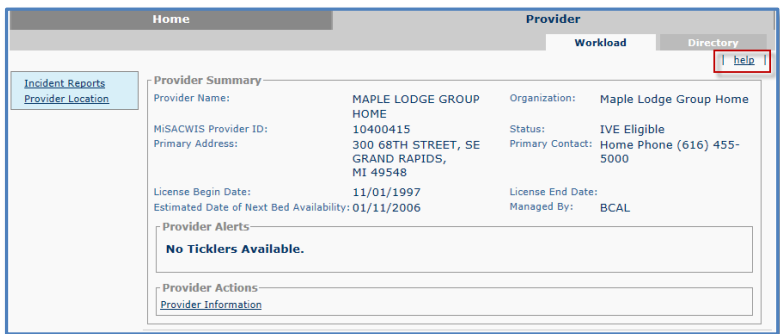 Home Provider
Workload Directory
| help |
Incident Reports
Provider Location
Provider Summary
Provider Name: MAPLE LODGE GROUP HOME Organization: Maple Lodge Group Home
MiSACWIS Provider ID: 10400415 Status: IVE Eligible
Primary Address: 300 68TH STREET, SE Primary Contact: Home Phone (616) 455-
GRAND RAPIDS, 5000
MI 49548
License Begin Date: 11/01/1997 License End Date:
Estimated Date of Next Bed Availability: 01/11/2006 Managed By: BCAL
Provider Alerts
No Ticklers Available.
Provider Actions
Provider Information